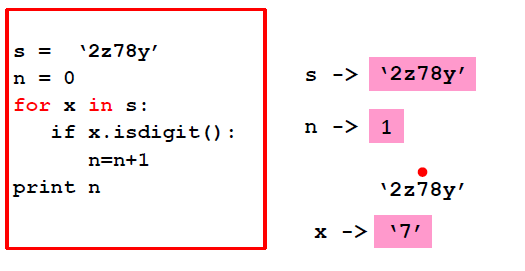 s =  ‘2z78y’
n = 0
for x in s:
   if x.isdigit():
      n=n+1
print n
s -> ‘2z78y’
n -> 1
‘2z78y’
x -> ‘7’